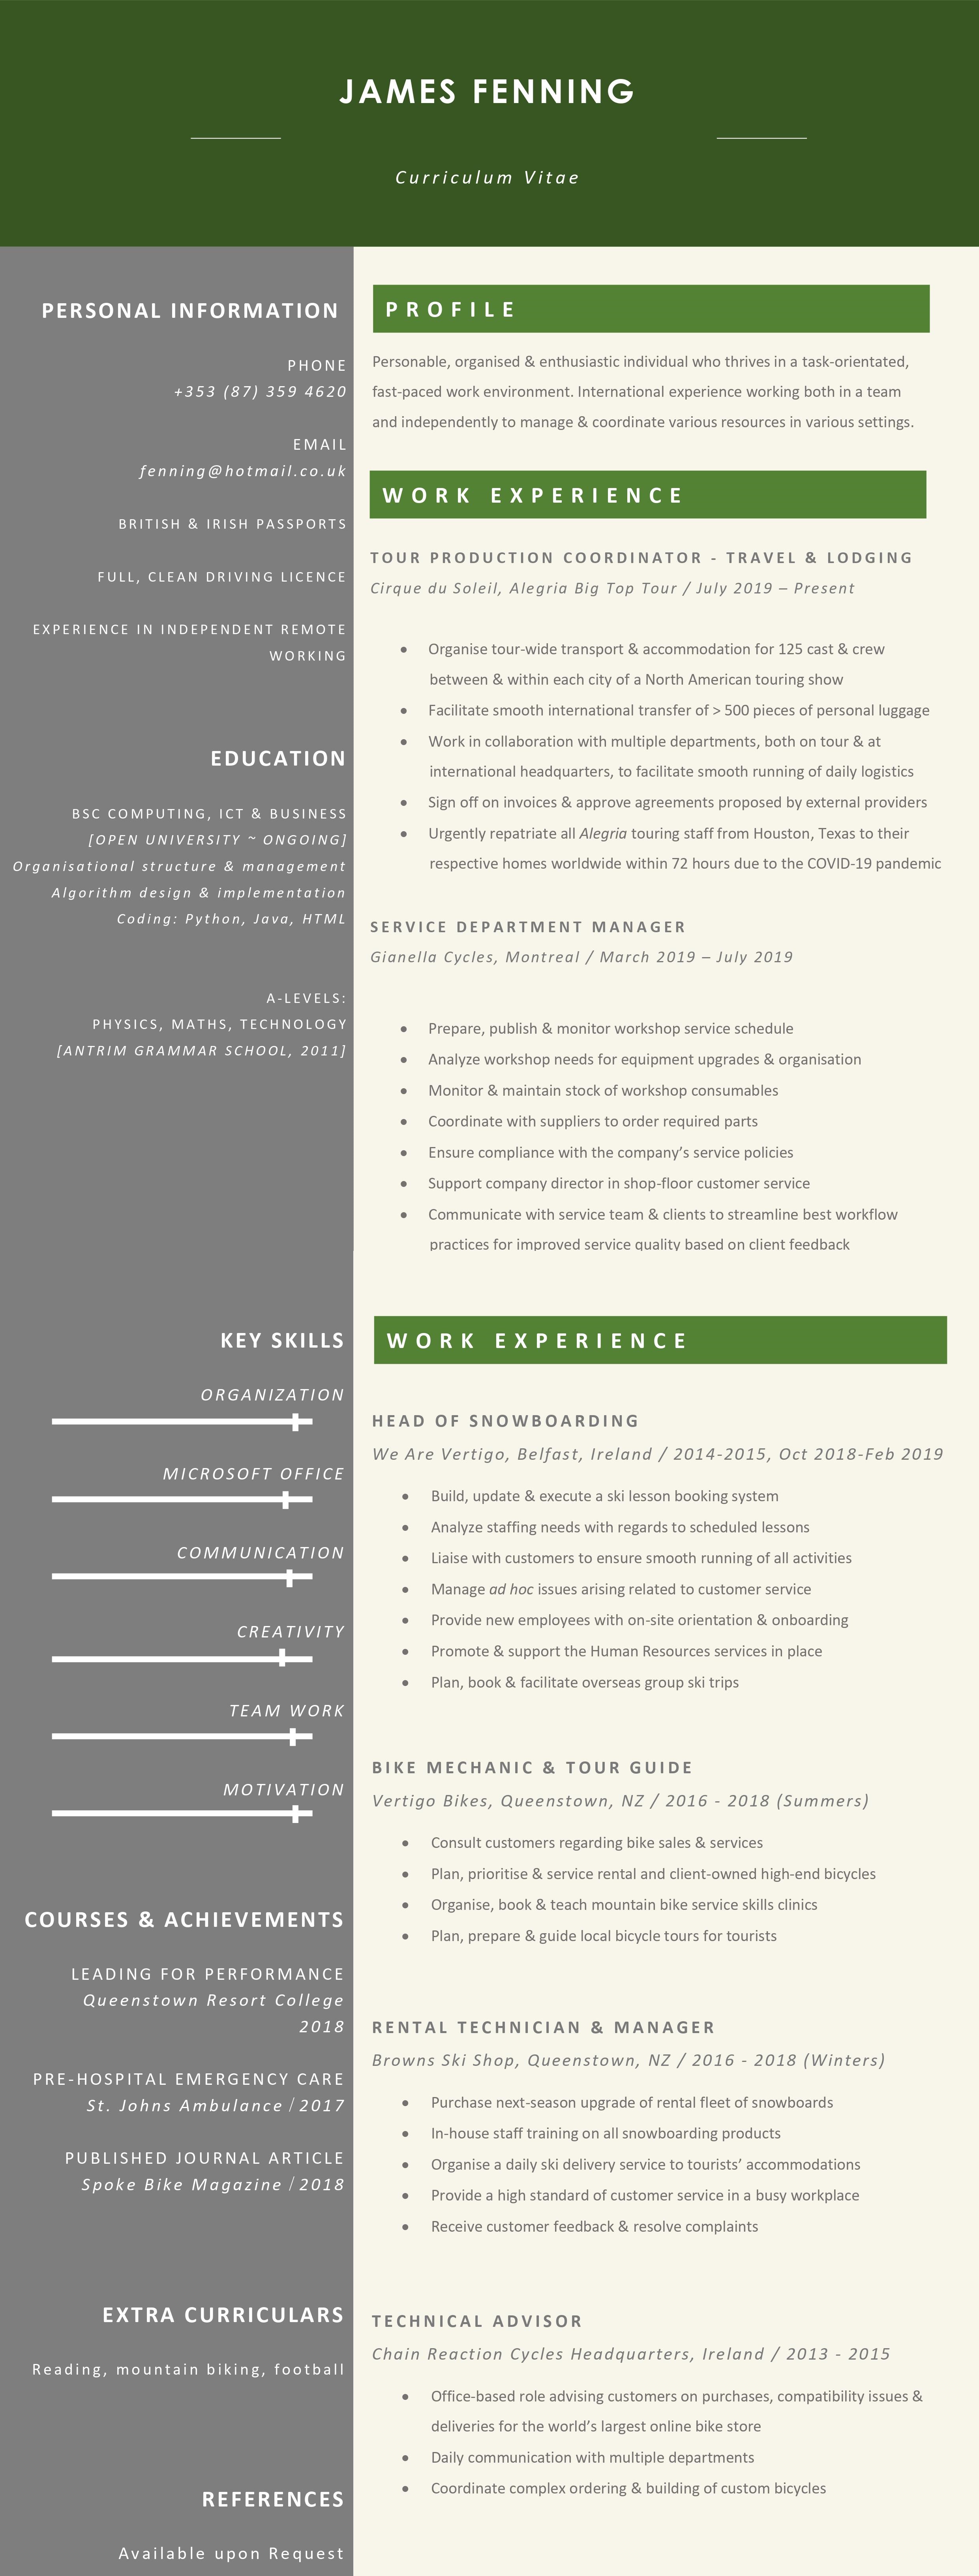 JAMES FENNING
Curriculum Vitae
PERSONAL INFORMATION
PHONE
+353 (87) 359 4620
EMAIL
fenning@hotmail.co.uk
BRITISH & IRISH PASSPORTS
FULL, CLEAN DRIVING LICENCE
EXPERIENCE IN INDEPENDENT REMOTE
WORKING
EDUCATION
BSC COMPUTING, ICT & BUSINESS
[OPEN UNIVERSITY ~ ONGOING]
Organisational structure & management
Algorithm design & implementation
Coding: Python, Java, HTML
A-LEVELS:
PHYSICS, MATHS, TECHNOLOGY
[ANTRIM GRAMMAR SCHOOL, 2011]
PROFILE
Personable, organised & enthusiastic individual who thrives in a task-orientated,
fast-paced work environment. International experience working both in a team
and independently to manage & coordinate various resources in various settings.
WORK EXPERIENCE
TOUR PRODUCTION COORDINATOR - TRAVEL & LODGING
Cirque du Soleil, Alegria Big Top Tour / July 2019 – Present
• Organise tour-wide transport & accommodation for 125 cast & crew
between & within each city of a North American touring show
• Facilitate smooth international transfer of > 500 pieces of personal luggage
• Work in collaboration with multiple departments, both on tour & at
international headquarters, to facilitate smooth running of daily logistics
• Sign off on invoices & approve agreements proposed by external providers
• Urgently repatriate all Alegria touring staff from Houston, Texas to their
respective homes worldwide within 72 hours due to the COVID-19 pandemic
SERVICE DEPARTMENT MANAGER
Gianella Cycles, Montreal / March 2019 – July 2019
• Prepare, publish & monitor workshop service schedule
• Analyze workshop needs for equipment upgrades & organisation
• Monitor & maintain stock of workshop consumables
• Coordinate with suppliers to order required parts
• Ensure compliance with the company’s service policies
• Support company director in shop-floor customer service
• Communicate with service team & clients to streamline best workflow
practices for improved service quality based on client feedback
KEY SKILLS
ORGANIZATION
MICROSOFT OFFICE
COMMUNICATION
CREATIVITY
TEAM WORK
MOTIVATION
COURSES & ACHIEVEMENTS
LEADING FOR PERFORMANCE
Queenstown Resort College
2018
PRE-HOSPITAL EMERGENCY CARE
St. Johns Ambulance / 2017
PUBLISHED JOURNAL ARTICLE
Spoke Bike Magazine / 2018
EXTRA CURRICULARS
Reading, mountain biking, football
REFERENCES
Available upon Request
WORK EXPERIENCE
HEAD OF SNOWBOARDING
We Are Vertigo, Belfast, Ireland / 2014-2015, Oct 2018-Feb 2019
• Build, update & execute a ski lesson booking system
• Analyze staffing needs with regards to scheduled lessons
• Liaise with customers to ensure smooth running of all activities
• Manage ad hoc issues arising related to customer service
• Provide new employees with on-site orientation & onboarding
• Promote & support the Human Resources services in place
• Plan, book & facilitate overseas group ski trips
BIKE MECHANIC & TOUR GUIDE
Vertigo Bikes, Queenstown, NZ / 2016 - 2018 (Summers)
• Consult customers regarding bike sales & services
• Plan, prioritise & service rental and client-owned high-end bicycles
• Organise, book & teach mountain bike service skills clinics
• Plan, prepare & guide local bicycle tours for tourists
RENTAL TECHNICIAN & MANAGER
Browns Ski Shop, Queenstown, NZ / 2016 - 2018 (Winters)
• Purchase next-season upgrade of rental fleet of snowboards
• In-house staff training on all snowboarding products
• Organise a daily ski delivery service to tourists’ accommodations
• Provide a high standard of customer service in a busy workplace
• Receive customer feedback & resolve complaints
TECHNICAL ADVISOR
Chain Reaction Cycles Headquarters, Ireland / 2013 - 2015
• Office-based role advising customers on purchases, compatibility issues &
deliveries for the world’s largest online bike store
• Daily communication with multiple departments
• Coordinate complex ordering & building of custom bicycles